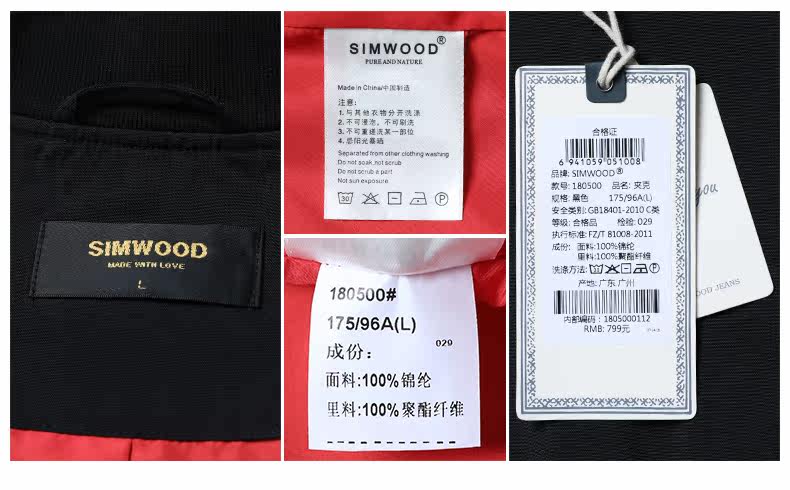 SIMWOOD
MADE WITH LOVE
L
SIMWOOD®
PURE AND NATURE
Made in China/中国制造
注意:
1.与其他衣物分开洗涤
2.不可浸泡、不可刷洗
3.不可重搓洗某一部位
4.忌阳光暴晒
Separated from other clothing washing
Do not soak,not scrub
Do not scrub a part
Not sun exposure
30 P
180500#
175/96A(L)
成份: 029
面料:100%锦纶
里料:100%聚酯纤维
合格证
6 941059 051008
品牌: SIMWOOD®
款号: 180500 品名: 夹克
规格: 黑色 175/96A(L)
安全类别: GB18401-2010 C类
等级: 合格品 检验: 029
执行标准: FZ/T 81008-2011
成份: 面料:100%锦纶
里料:100%聚酯纤维
洗涤方法: P
产地: 广东 广州
内部编码: 1805000112
RMB: 799元
you
OOD JEANS